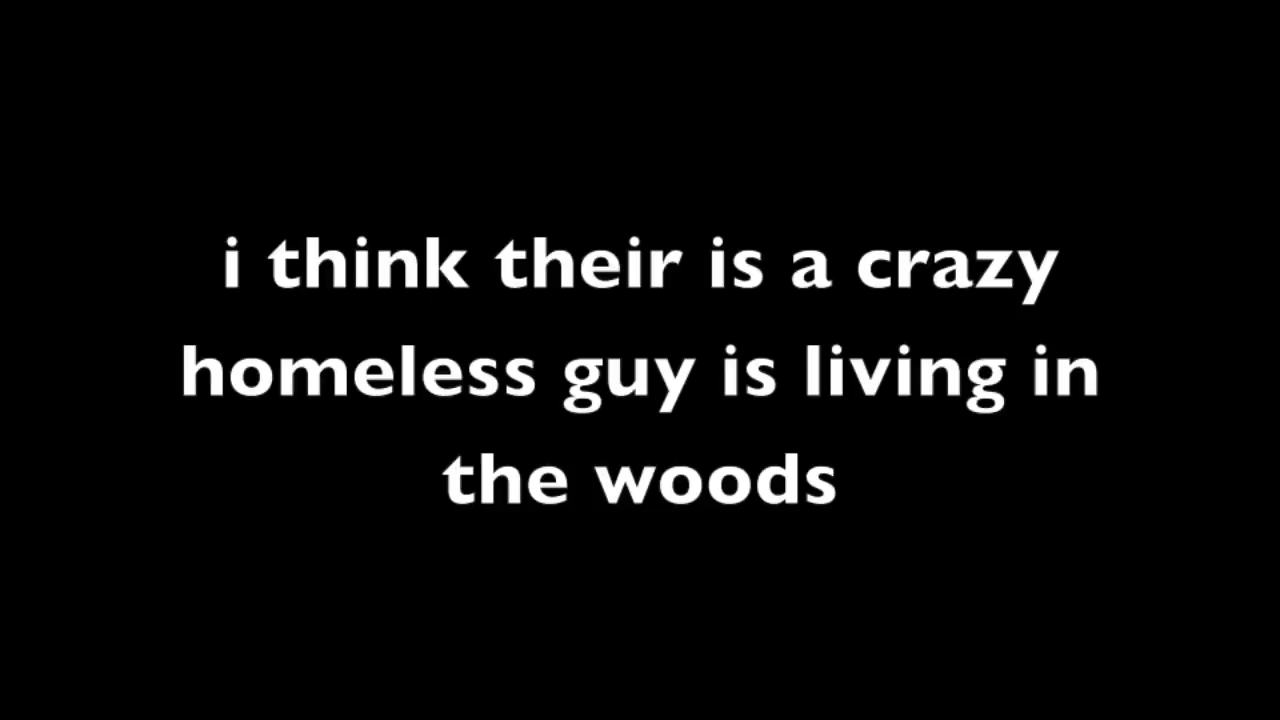 i think their is a crazy
homeless guy is living in
the woods